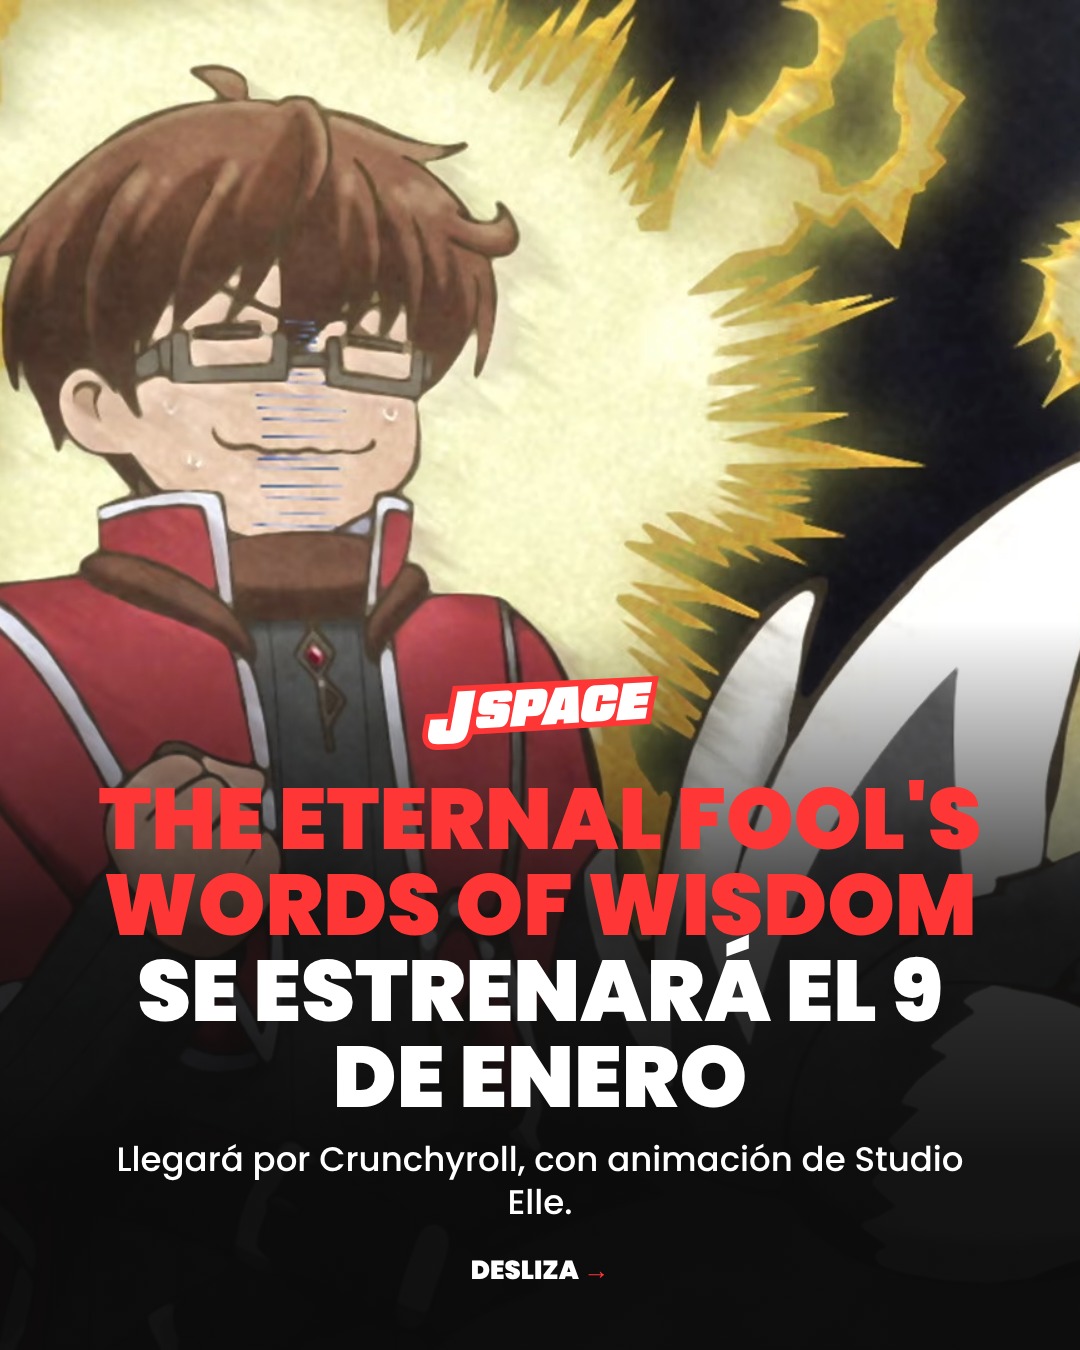 JSPACE
THE ETERNAL FOOL'S
WORDS OF WISDOM
SE ESTRENARÁ EL 9
DE ENERO
Llegará por Crunchyroll, con animación de Studio
Elle.
DESLIZA →